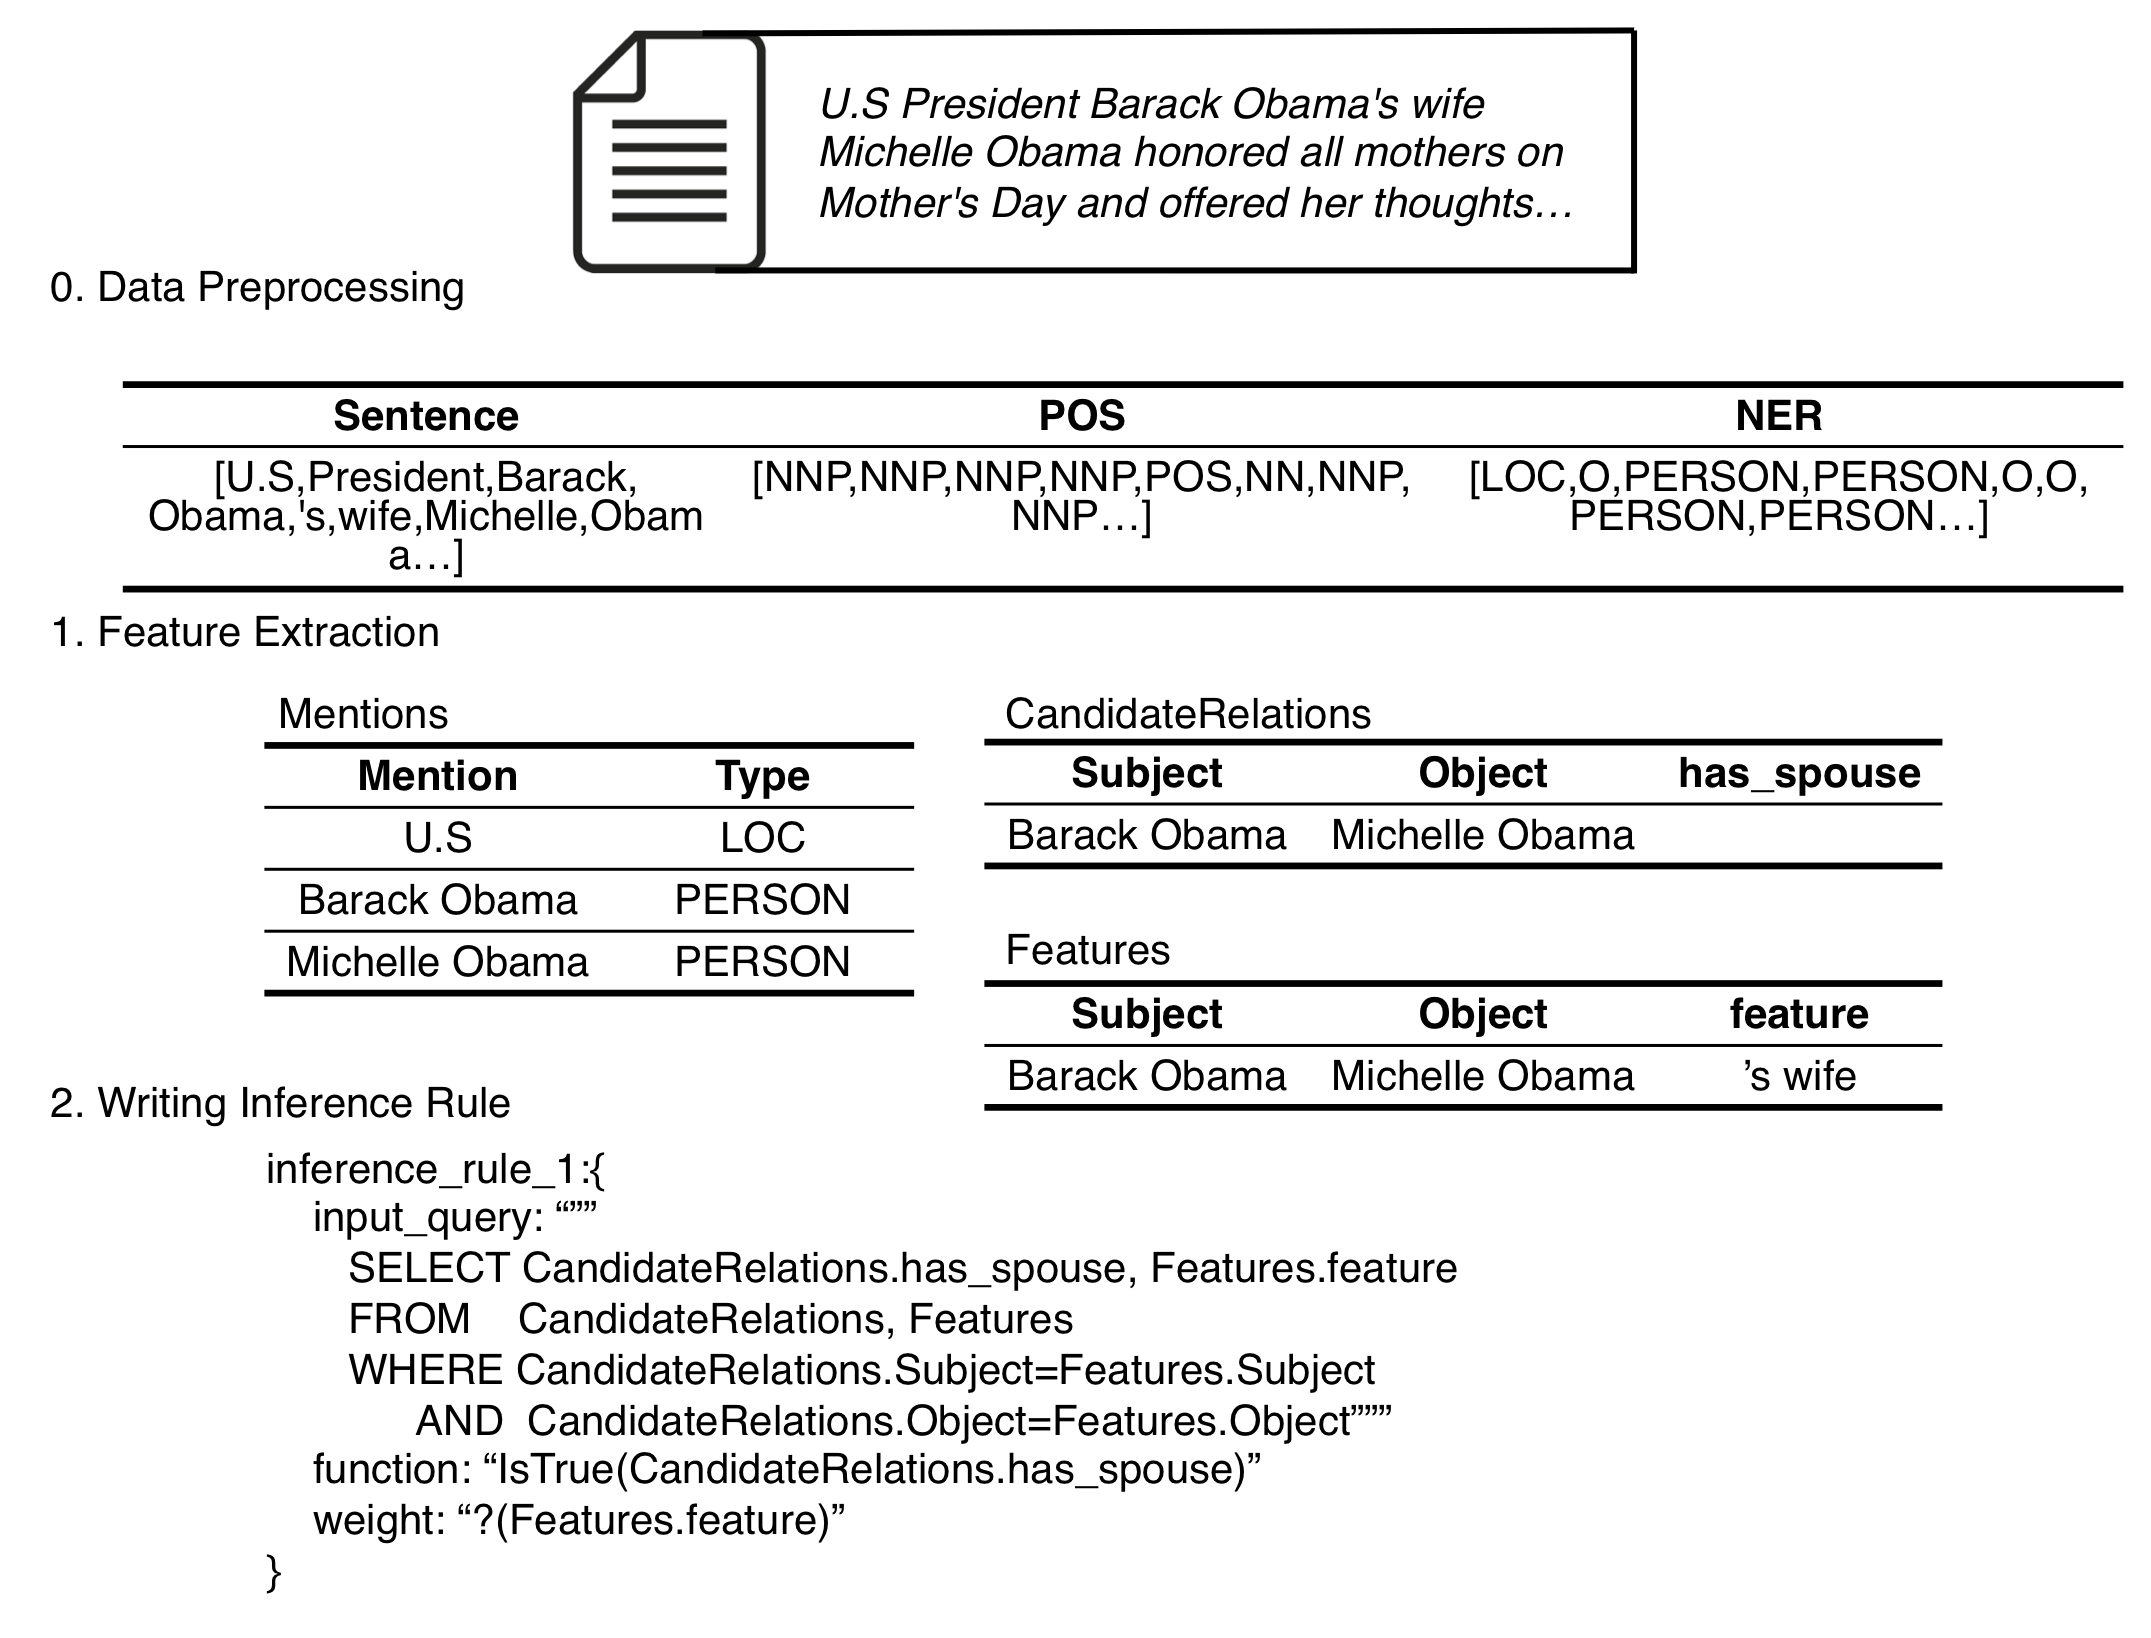 U.S President Barack Obama's wife
Michelle Obama honored all mothers on
Mother's Day and offered her thoughts…
0. Data Preprocessing
Sentence POS NER
[U.S,President,Barack, [NNP,NNP,NNP,NNP,POS,NN,NNP, [LOC,O,PERSON,PERSON,O,O,
Obama,'s,wife,Michelle,Obam NNP…] PERSON,PERSON…]
a…]
1. Feature Extraction
Mentions
Mention Type
U.S LOC
Barack Obama PERSON
Michelle Obama PERSON
CandidateRelations
Subject Object has_spouse
Barack Obama Michelle Obama
Features
Subject Object feature
Barack Obama Michelle Obama ’s wife
2. Writing Inference Rule
inference_rule_1:{
input_query: “””
SELECT CandidateRelations.has_spouse, Features.feature
FROM CandidateRelations, Features
WHERE CandidateRelations.Subject=Features.Subject
AND CandidateRelations.Object=Features.Object”””
function: “IsTrue(CandidateRelations.has_spouse)”
weight: “?(Features.feature)”
}